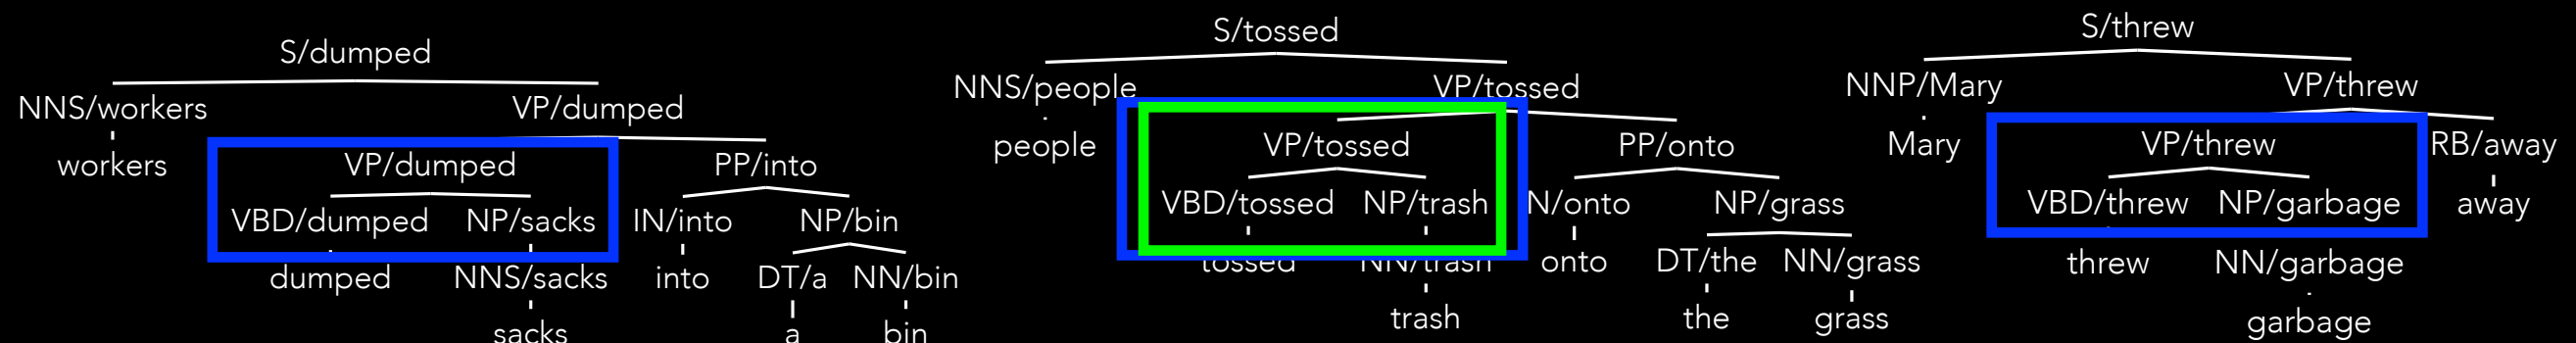 S/dumped
NNS/workers VP/dumped
workers VP/dumped PP/into
VBD/dumped NP/sacks IN/into NP/bin
dumped NNS/sacks into DT/a NN/bin
sacks a bin
S/tossed
NNS/people VP/tossed
people VP/tossed PP/onto
VBD/tossed NP/trash N/onto NP/grass
tossed NN/trash onto DT/the NN/grass
trash the grass
S/threw
NNP/Mary VP/threw
Mary VP/threw RB/away
VBD/threw NP/garbage away
threw NN/garbage
garbage